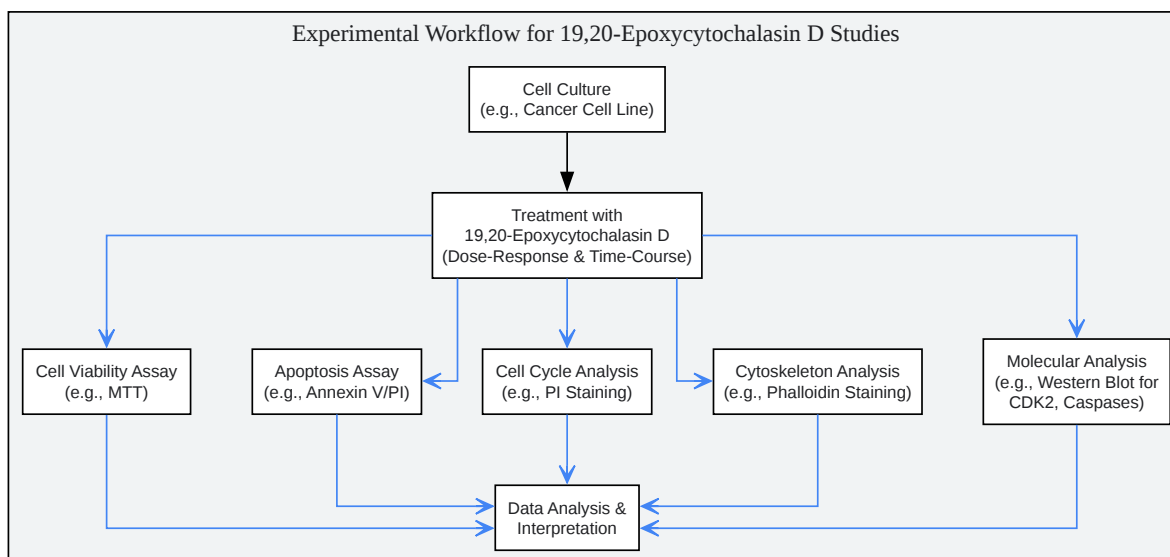 Experimental Workflow for 19,20-Epoxycytochalasin D Studies
Cell Culture
(e.g., Cancer Cell Line)
Treatment with
19,20-Epoxycytochalasin D
(Dose-Response & Time-Course)
Cell Viability Assay
(e.g., MTT)
Apoptosis Assay
(e.g., Annexin V/PI)
Cell Cycle Analysis
(e.g., PI Staining)
Cytoskeleton Analysis
(e.g., Phalloidin Staining)
Molecular Analysis
(e.g., Western Blot for
CDK2, Caspases)
Data Analysis &
Interpretation